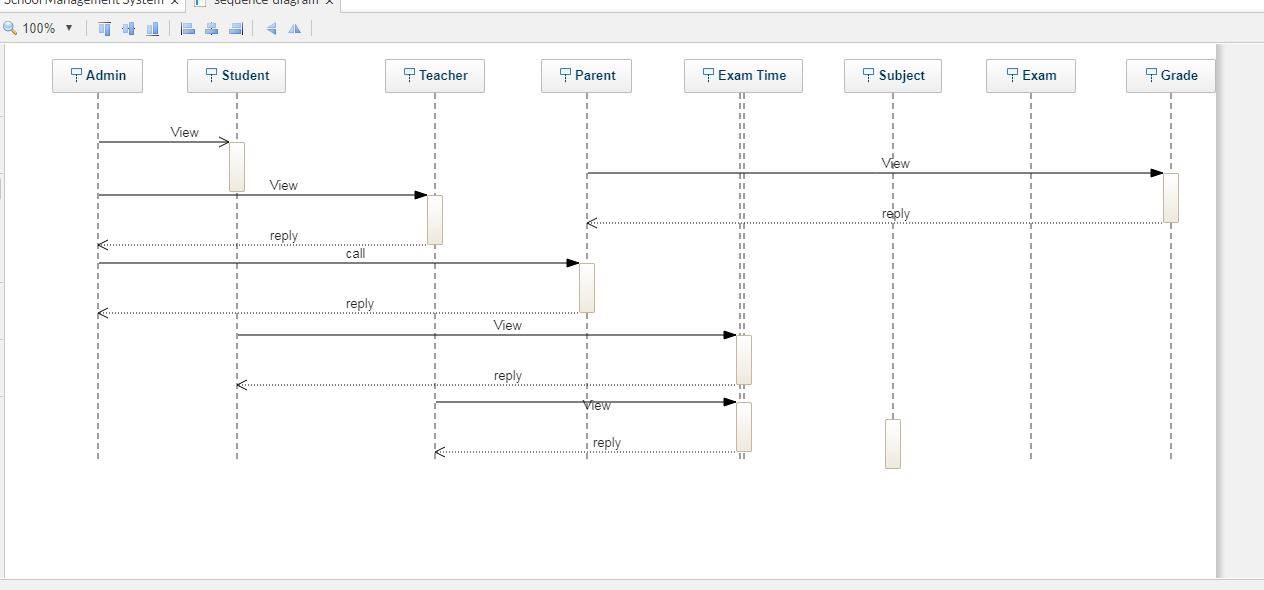 School Management System
sequence-diagram
100%
Admin
Student
Teacher
Parent
Exam Time
Subject
Exam
Grade
View
View
View
reply
reply
call
reply
View
reply
View
reply